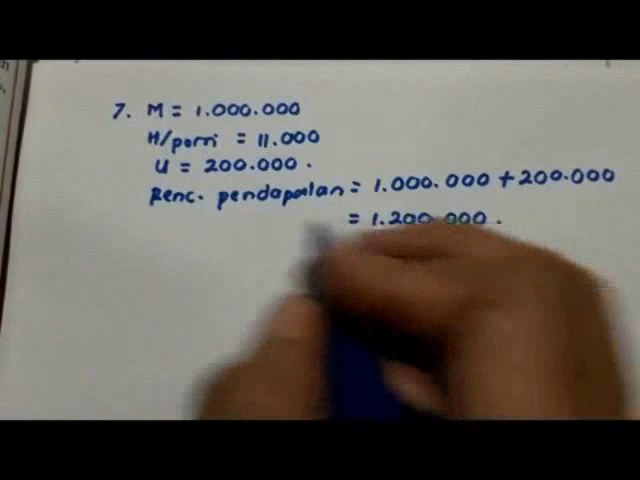 7. M = 1.000.000
H/porsi = 11.000
U = 200.000.
Renc. pendapatan = 1.000.000 + 200.000
= 1.200.000.